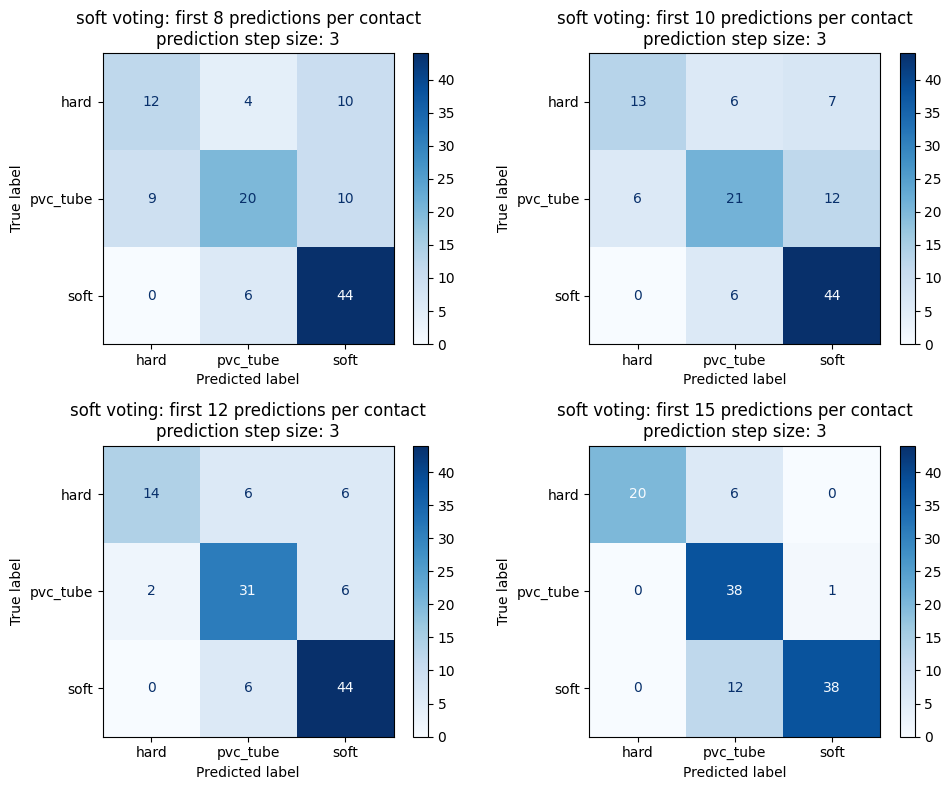 soft voting: first 8 predictions per contact
prediction step size: 3
True label
hard
12 4 10
pvc_tube
9 20 10
soft
0 6 44
hard pvc_tube soft
Predicted label
40
35
30
25
20
15
10
5
0
soft voting: first 10 predictions per contact
prediction step size: 3
True label
hard
13 6 7
pvc_tube
6 21 12
soft
0 6 44
hard pvc_tube soft
Predicted label
40
35
30
25
20
15
10
5
0
soft voting: first 12 predictions per contact
prediction step size: 3
True label
hard
14 6 6
pvc_tube
2 31 6
soft
0 6 44
hard pvc_tube soft
Predicted label
40
35
30
25
20
15
10
5
0
soft voting: first 15 predictions per contact
prediction step size: 3
True label
hard
20 6 0
pvc_tube
0 38 1
soft
0 12 38
hard pvc_tube soft
Predicted label
40
35
30
25
20
15
10
5
0